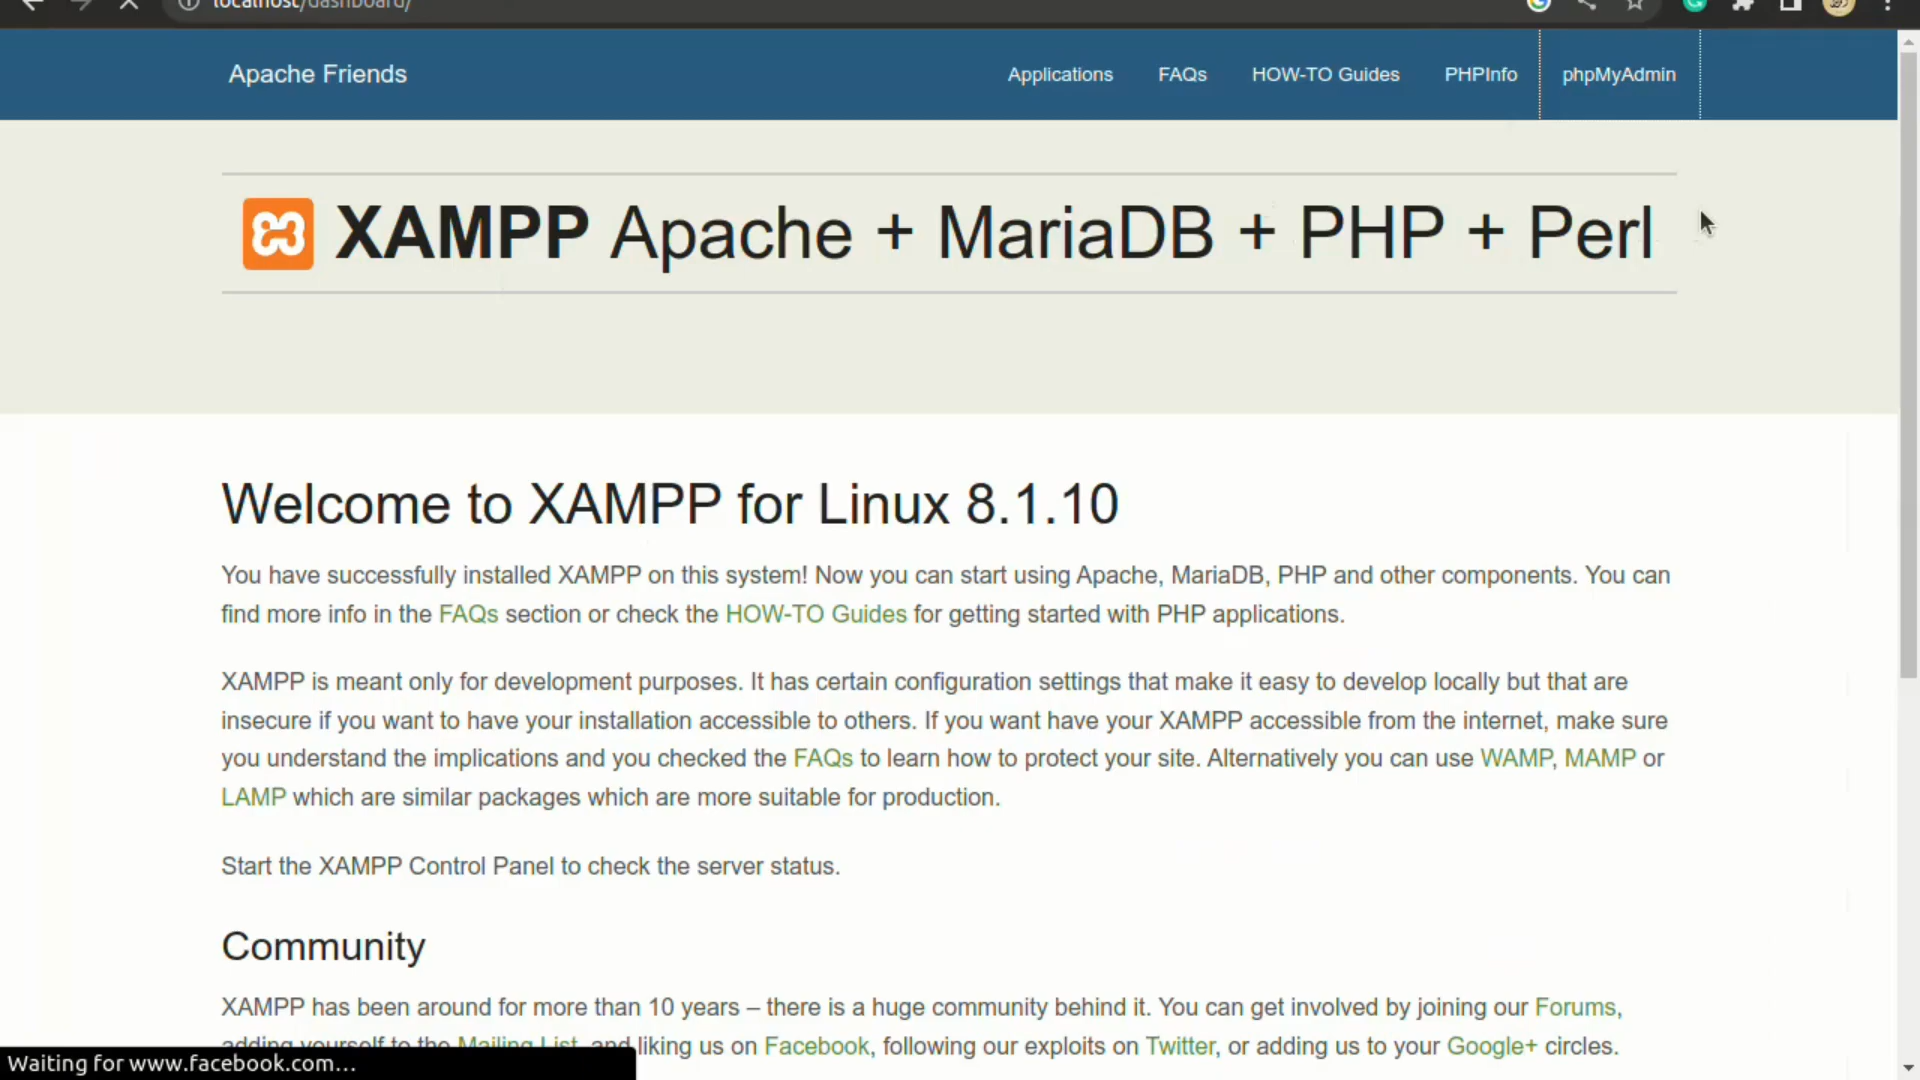 localhost/dashboard/
Apache Friends
Applications
FAQs
HOW-TO Guides
PHPInfo
phpMyAdmin
XAMPP Apache + MariaDB + PHP + Perl
Welcome to XAMPP for Linux 8.1.10
You have successfully installed XAMPP on this system! Now you can start using Apache, MariaDB, PHP and other components. You can
find more info in the FAQs section or check the HOW-TO Guides for getting started with PHP applications.
XAMPP is meant only for development purposes. It has certain configuration settings that make it easy to develop locally but that are
insecure if you want to have your installation accessible to others. If you want have your XAMPP accessible from the internet, make sure
you understand the implications and you checked the FAQs to learn how to protect your site. Alternatively you can use WAMP, MAMP or
LAMP which are similar packages which are more suitable for production.
Start the XAMPP Control Panel to check the server status.
Community
XAMPP has been around for more than 10 years – there is a huge community behind it. You can get involved by joining our Forums,
adding yourself to the Mailing List, and liking us on Facebook, following our exploits on Twitter, or adding us to your Google+ circles.
Waiting for www.facebook.com...